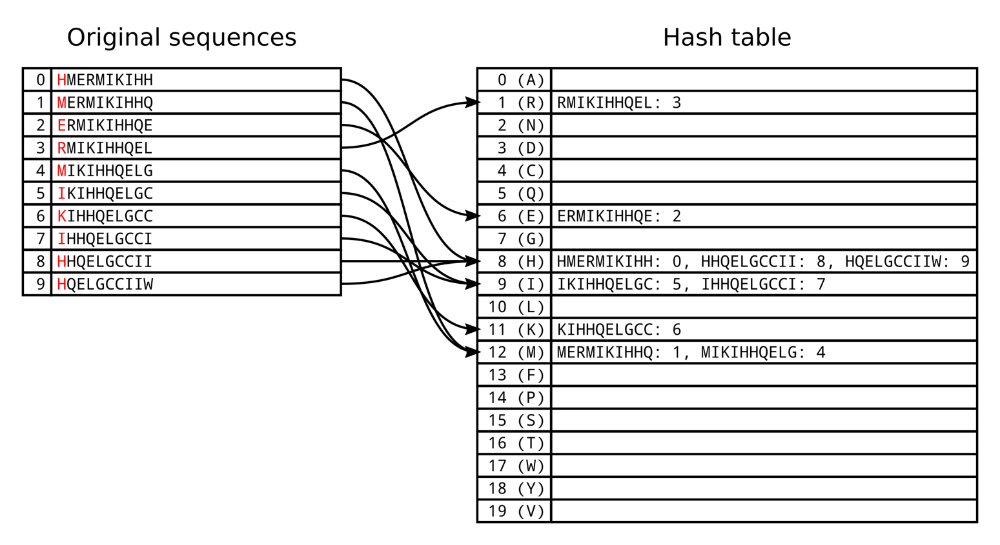 Original sequences
0 HMERMIKIHH
1 MERMIKIHHQ
2 ERMIKIHHQE
3 RMIKIHHQEL
4 MIKIHHQELG
5 IKIHHQELGC
6 KIHHQELGCC
7 IHHQELGCCI
8 HHQELGCCII
9 HQELGCCIIW
Hash table
0 (A)
1 (R) RMIKIHHQEL: 3
2 (N)
3 (D)
4 (C)
5 (Q)
6 (E) ERMIKIHHQE: 2
7 (G)
8 (H) HMERMIKIHH: 0, HHQELGCCII: 8, HQELGCCIIW: 9
9 (I) IKIHHQELGC: 5, IHHQELGCCI: 7
10 (L)
11 (K) KIHHQELGCC: 6
12 (M) MERMIKIHHQ: 1, MIKIHHQELG: 4
13 (F)
14 (P)
15 (S)
16 (T)
17 (W)
18 (Y)
19 (V)